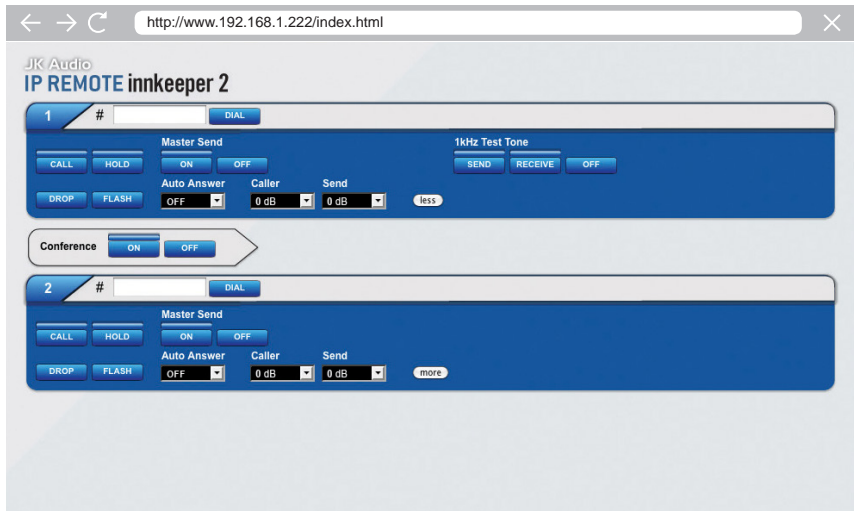 http://www.192.168.1.222/index.html
JK Audio
IP REMOTE innkeeper 2
1 # DIAL
Master Send 1kHz Test Tone
CALL HOLD ON OFF SEND RECEIVE OFF
Auto Answer Caller Send
DROP FLASH OFF 0 dB 0 dB less
Conference ON OFF
2 # DIAL
Master Send
CALL HOLD ON OFF
Auto Answer Caller Send
DROP FLASH OFF 0 dB 0 dB more